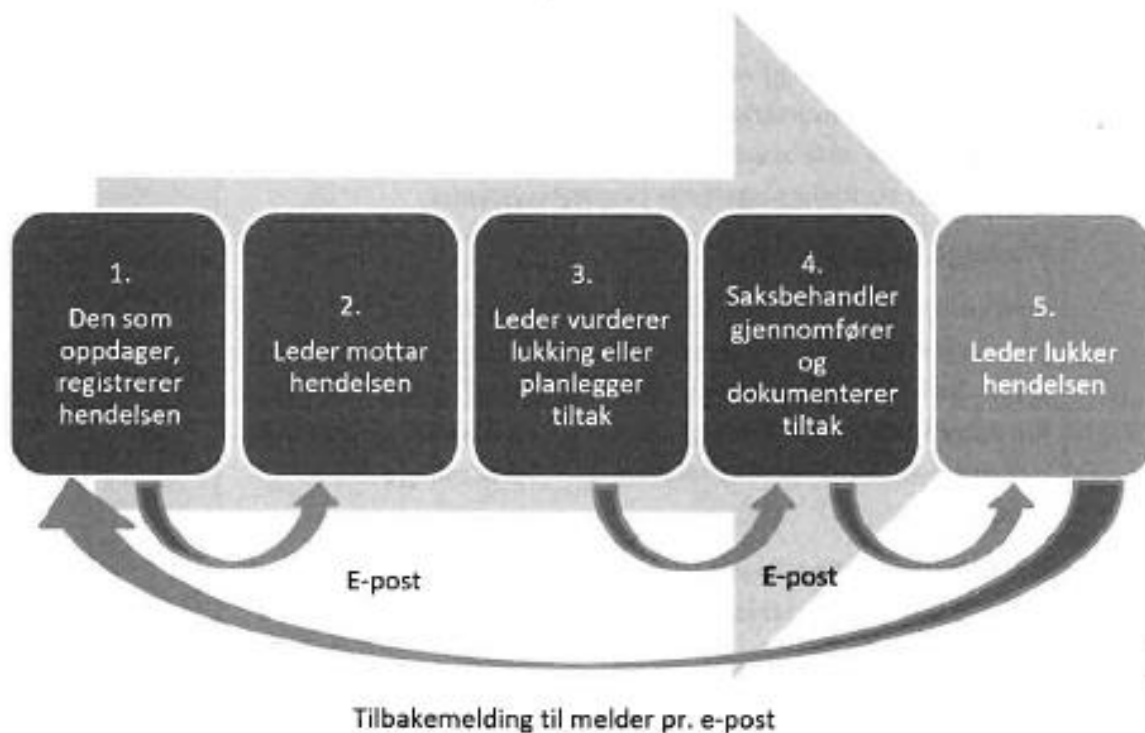 1.
Den som
oppdager,
registrerer
hendelsen
2.
Leder mottar
hendelsen
3.
Leder vurderer
lukking eller
planlegger
tiltak
4.
Saksbehandler
gjennomfører
og
dokumenterer
tiltak
5.
Leder lukker
hendelsen
E-post
E-post
Tilbakemelding til melder pr. e-post